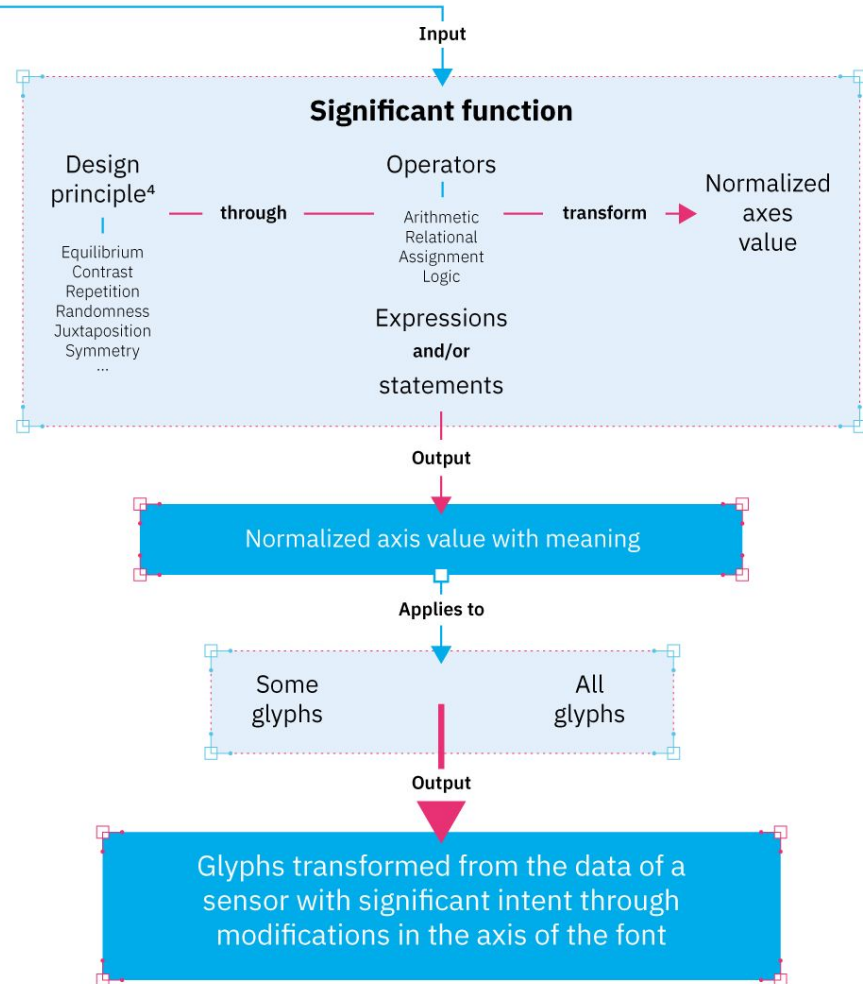 Input
Significant function
Design
principle⁴
through
Operators
transform
Normalized
axes
value
Equilibrium
Contrast
Repetition
Randomness
Juxtaposition
Symmetry
...
Arithmetic
Relational
Assignment
Logic
Expressions
and/or
statements
Output
Normalized axis value with meaning
Applies to
Some
glyphs
All
glyphs
Output
Glyphs transformed from the data of a
sensor with significant intent through
modifications in the axis of the font